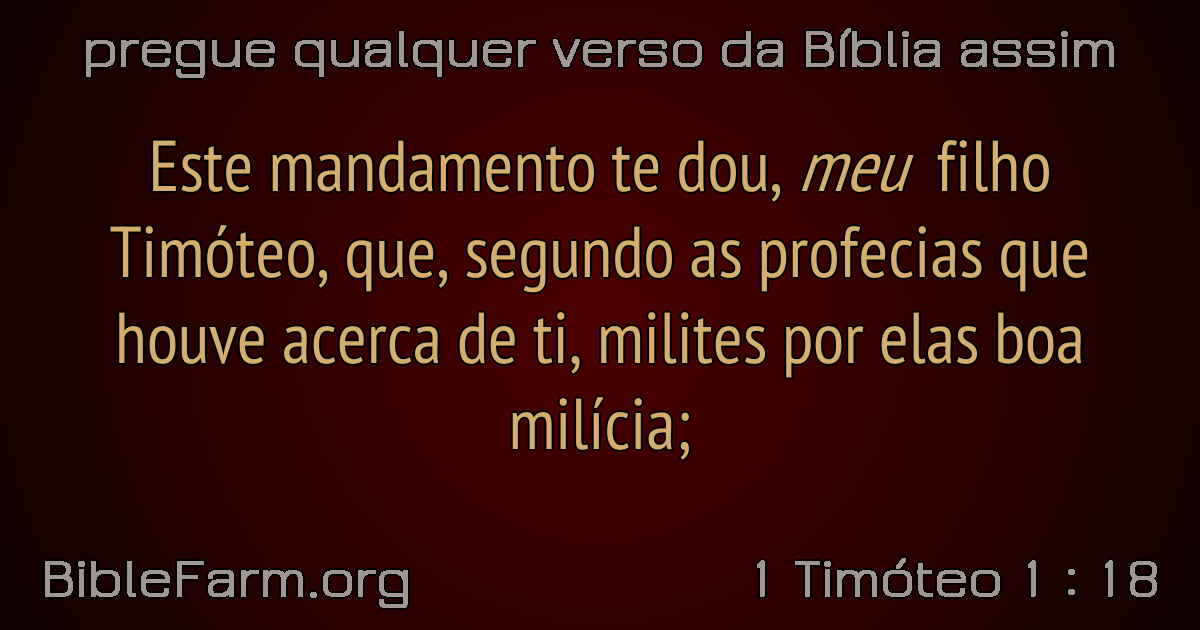 pregue qualquer verso da Bíblia assim
Este mandamento te dou, meu filho
Timóteo, que, segundo as profecias que
houve acerca de ti, milites por elas boa
milícia;
BibleFarm.org
1 Timóteo 1 : 18